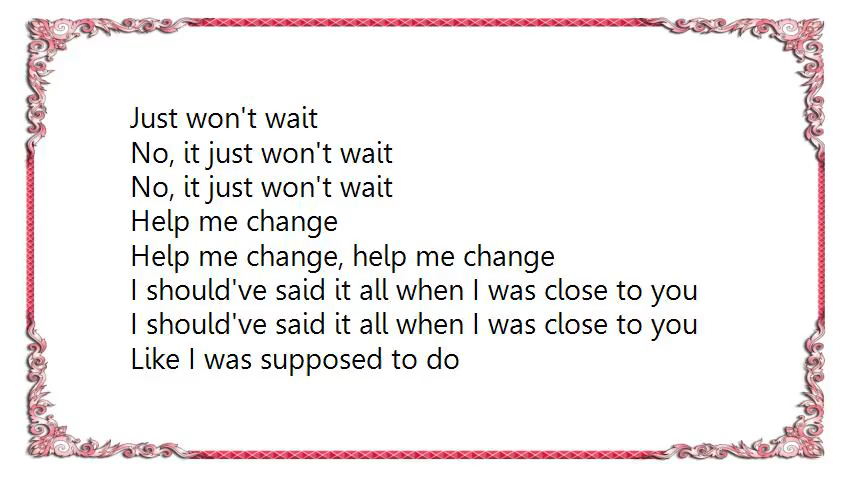 Just won't wait
No, it just won't wait
No, it just won't wait
Help me change
Help me change, help me change
I should've said it all when I was close to you
I should've said it all when I was close to you
Like I was supposed to do